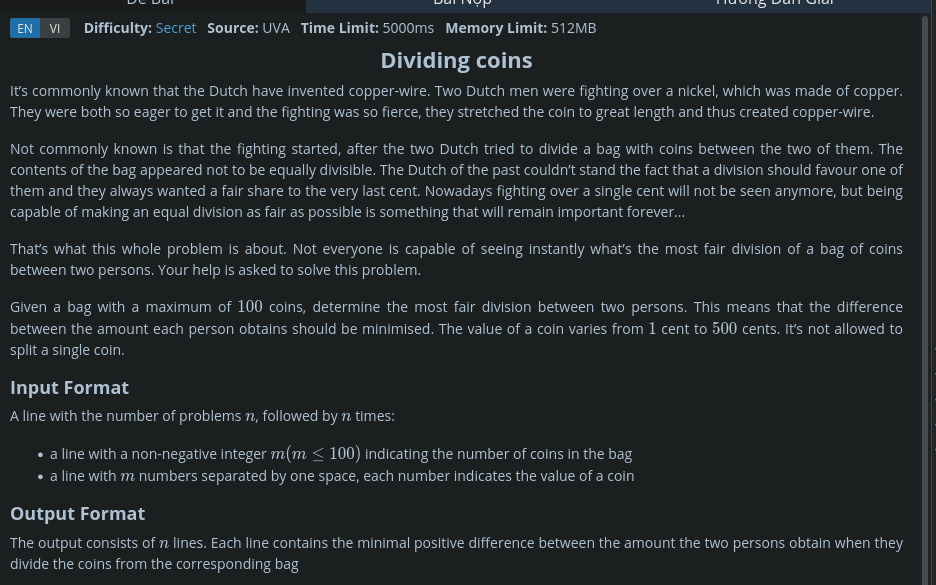 Đề Bài Bài Nộp Hướng Dẫn Giải
EN VI Difficulty: Secret Source: UVA Time Limit: 5000ms Memory Limit: 512MB
Dividing coins
It’s commonly known that the Dutch have invented copper-wire. Two Dutch men were fighting over a nickel, which was made of copper.
They were both so eager to get it and the fighting was so fierce, they stretched the coin to great length and thus created copper-wire.
Not commonly known is that the fighting started, after the two Dutch tried to divide a bag with coins between the two of them. The
contents of the bag appeared not to be equally divisible. The Dutch of the past couldn’t stand the fact that a division should favour one of
them and they always wanted a fair share to the very last cent. Nowadays fighting over a single cent will not be seen anymore, but being
capable of making an equal division as fair as possible is something that will remain important forever...
That’s what this whole problem is about. Not everyone is capable of seeing instantly what’s the most fair division of a bag of coins
between two persons. Your help is asked to solve this problem.
Given a bag with a maximum of 100 coins, determine the most fair division between two persons. This means that the difference
between the amount each person obtains should be minimised. The value of a coin varies from 1 cent to 500 cents. It’s not allowed to
split a single coin.
Input Format
A line with the number of problems n, followed by n times:
• a line with a non-negative integer m(m ≤ 100) indicating the number of coins in the bag
• a line with m numbers separated by one space, each number indicates the value of a coin
Output Format
The output consists of n lines. Each line contains the minimal positive difference between the amount the two persons obtain when they
divide the coins from the corresponding bag